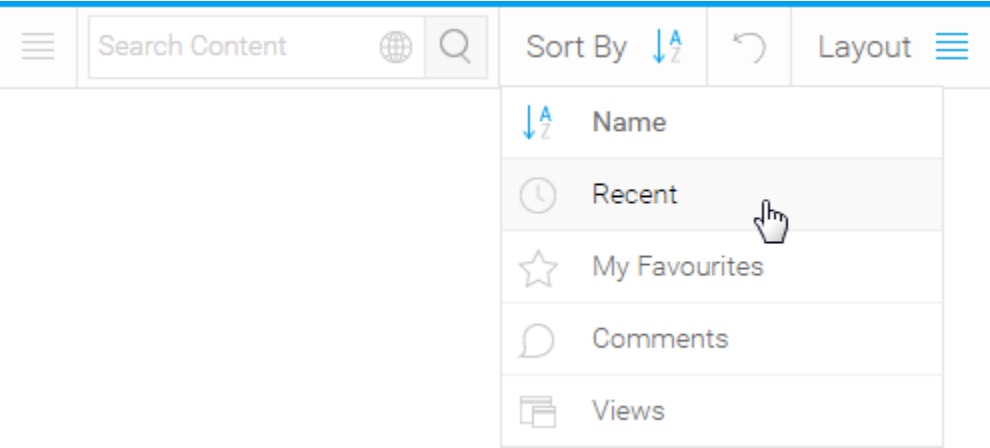 Search Content
Sort By A Z
Layout
A Z Name
Recent
My Favourites
Comments
Views